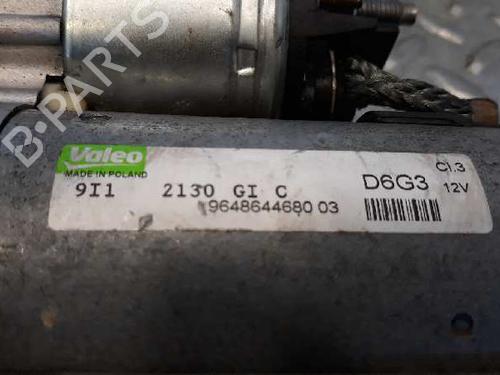 B-PARTS
Valeo
MADE IN POLAND
9I1 2130 GI C D6G3 Cl.3
12V
9648644680 03